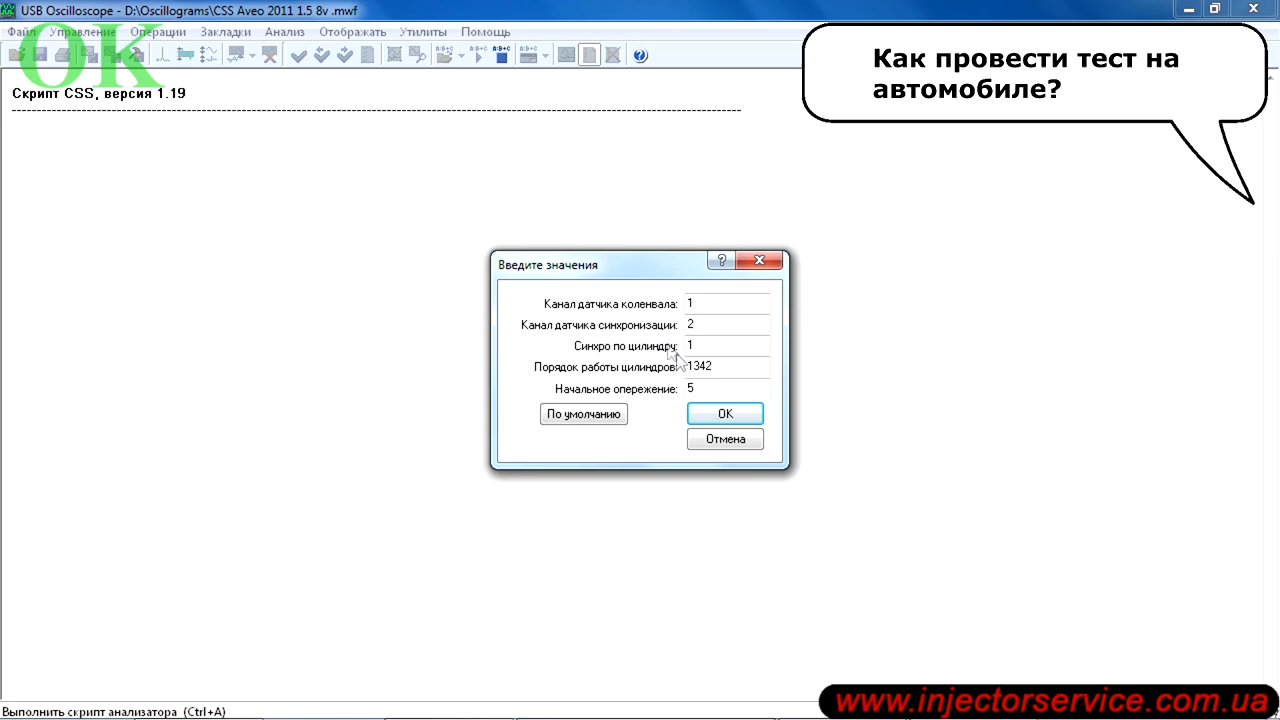 USB Oscilloscope - D:\Oscillograms\CSS Aveo 2011 1.5 8v .mwf
Файл Управление Операции Закладки Анализ Отображать Утилиты Помощь
OK
Скрипт CSS, версия 1.19
Как провести тест на
автомобиле?
Введите значения
Канал датчика коленвала: 1
Канал датчика синхронизации: 2
Синхро по цилиндру: 1
Порядок работы цилиндров: 1342
Начальное опережение: 5
По умолчанию OK
Отмена
Выполнить скрипт анализатора (Ctrl+A)
www.injectorservice.com.ua